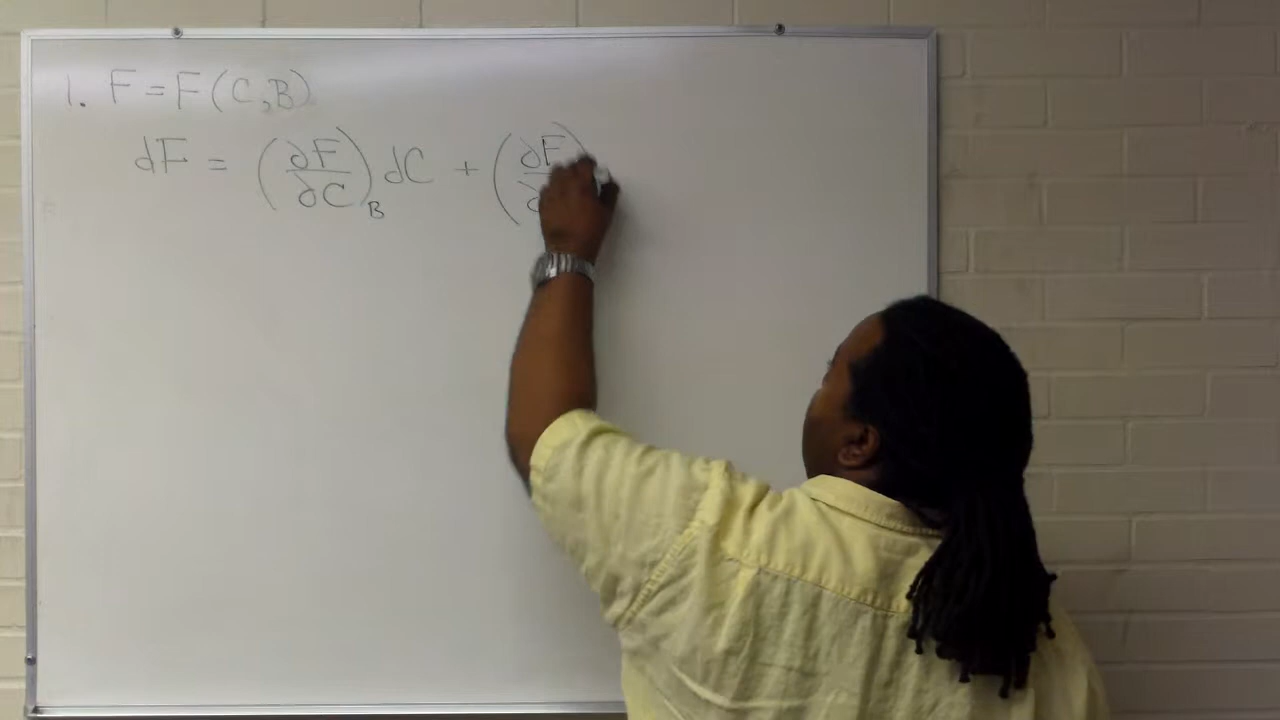 1. F = F(C,B)
dF = (∂F/∂C)_B dC + (∂F/∂